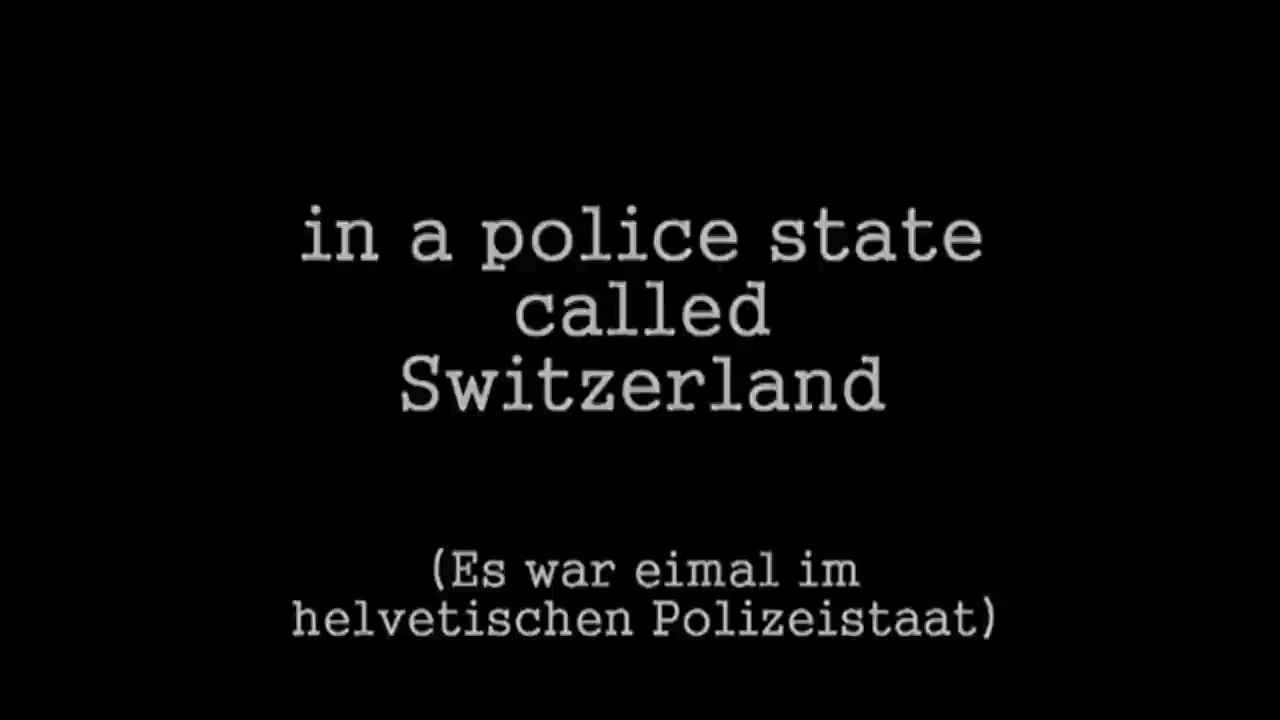 in a police state
called
Switzerland
(Es war eimal im
helvetischen Polizeistaat)